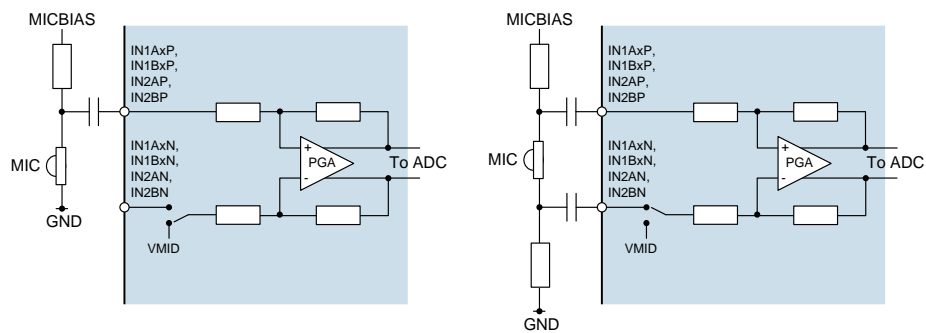 MICBIAS
IN1AxP,
IN1BxP,
IN2AP,
IN2BP
+
PGA
-
To ADC
MIC
IN1AxN,
IN1BxN,
IN2AN,
IN2BN
GND
VMID
MICBIAS
IN1AxP,
IN1BxP,
IN2AP,
IN2BP
+
PGA
-
To ADC
MIC
IN1AxN,
IN1BxN,
IN2AN,
IN2BN
VMID
GND